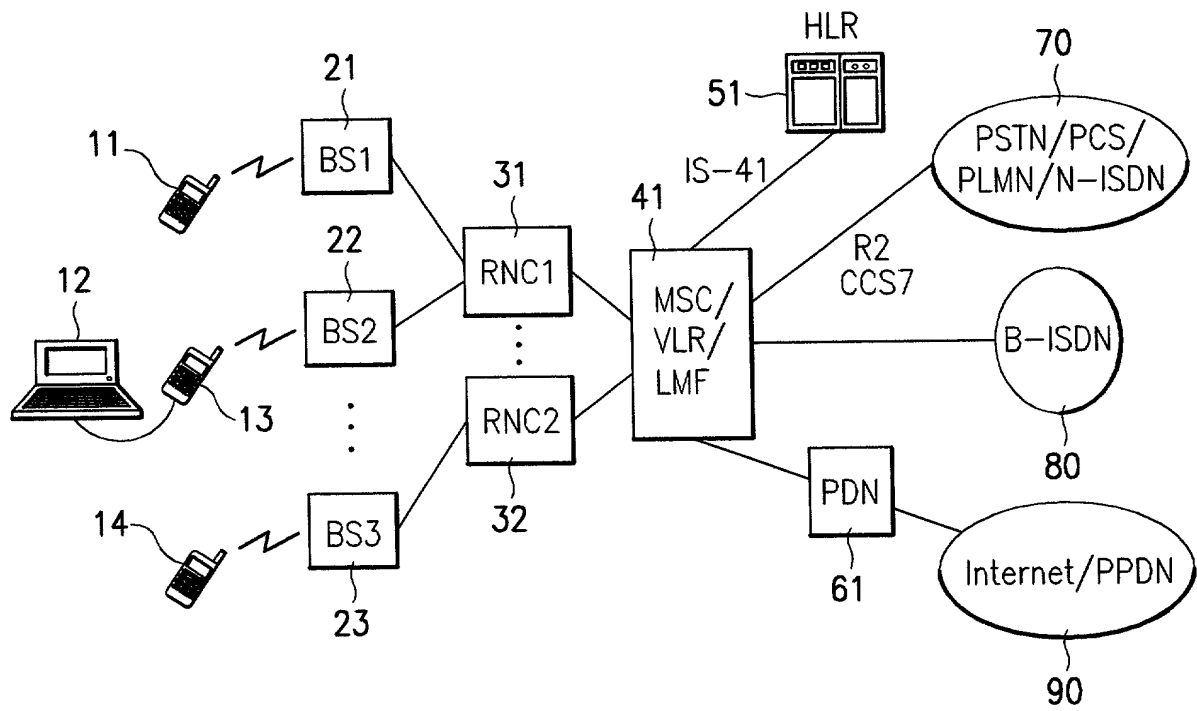 HLR
21
51
70
11
BS1
PSTN/PCS/
PLMN/N-ISDN
IS-41
31
41
22
RNC1
R2
CCS7
12
MSC/
VLR/
LMF
BS2
B-ISDN
13
RNC2
80
PDN
14
32
BS3
Internet/PPDN
61
23
90